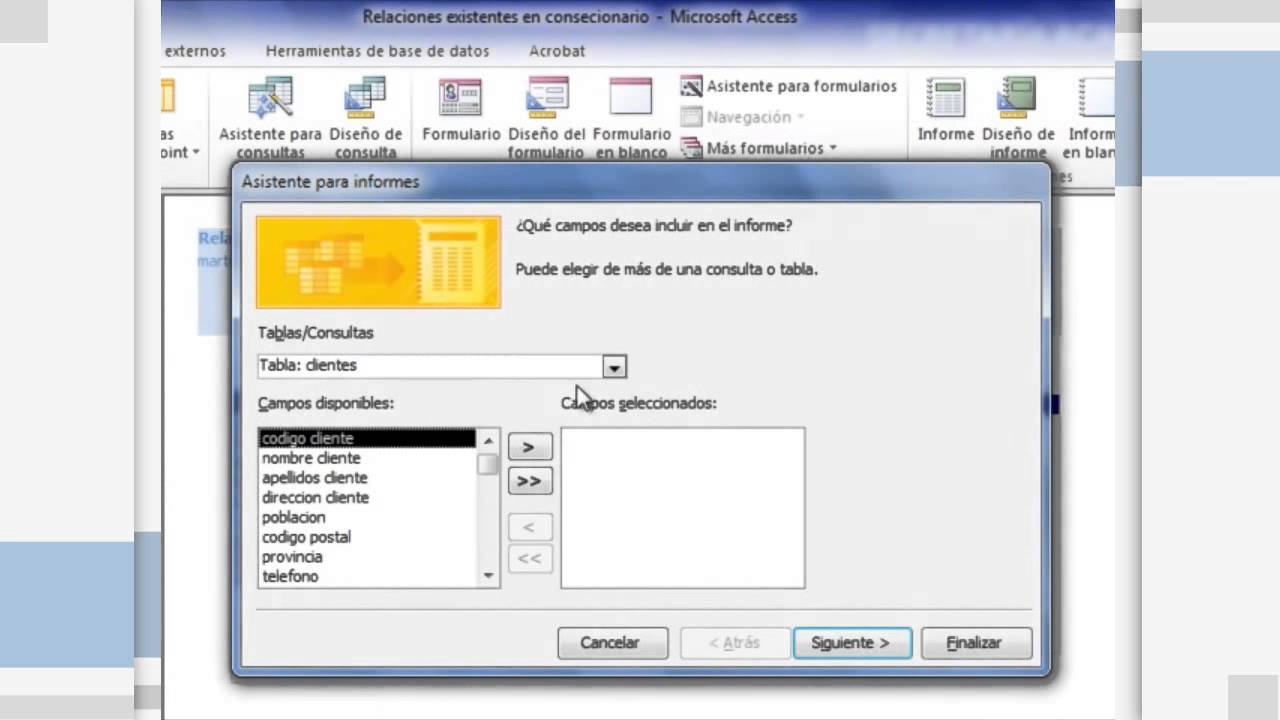 Relaciones existentes en consecionario - Microsoft Access
externos Herramientas de base de datos Acrobat
Asistente para consultas
Diseño de consulta
Formulario
Diseño del formulario
Formulario en blanco
Asistente para formularios
Navegación
Más formularios
Informe
Diseño de informe
Inform en blan
Asistente para informes
Rela
mart
¿Qué campos desea incluir en el informe?
Puede elegir de más de una consulta o tabla.
Tablas/Consultas
Tabla: clientes
Campos disponibles:
Campos seleccionados:
codigo cliente
nombre cliente
apellidos cliente
direccion cliente
poblacion
codigo postal
provincia
telefono
>
>>
<
<<
Cancelar
< Atrás
Siguiente >
Finalizar